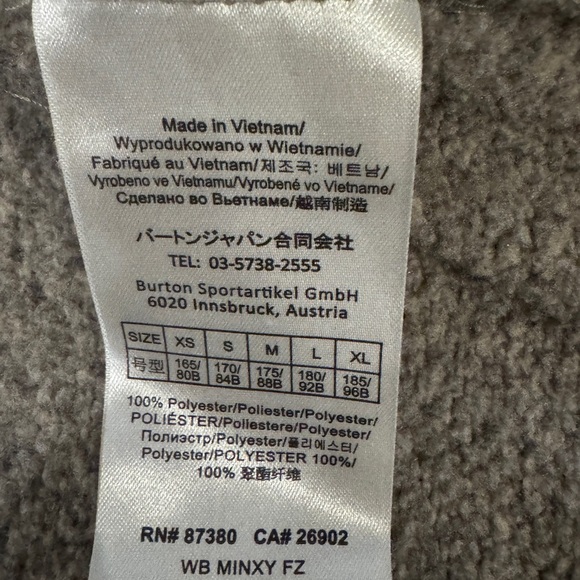 Made in Vietnam/
Wyprodukowano w Wietnamie/
Fabriqué au Vietnam/제조국: 베트남/
Vyrobeno ve Vietnamu/Vyrobené vo Vietname/
Сделано во Вьетнаме/越南制造
バートンジャパン合同会社
TEL: 03-5738-2555
Burton Sportartikel GmbH
6020 Innsbruck, Austria
SIZE XS S M L XL
号型 165/80B 170/84B 175/88B 180/92B 185/96B
100% Polyester/Poliester/Polyester/
POLIÉSTER/Poliestere/Polyester/
Полиэстр/Polyester/폴리에스터/
Polyester/POLYESTER 100%/
100% 聚酯纤维
RN# 87380 CA# 26902
WB MINXY FZ